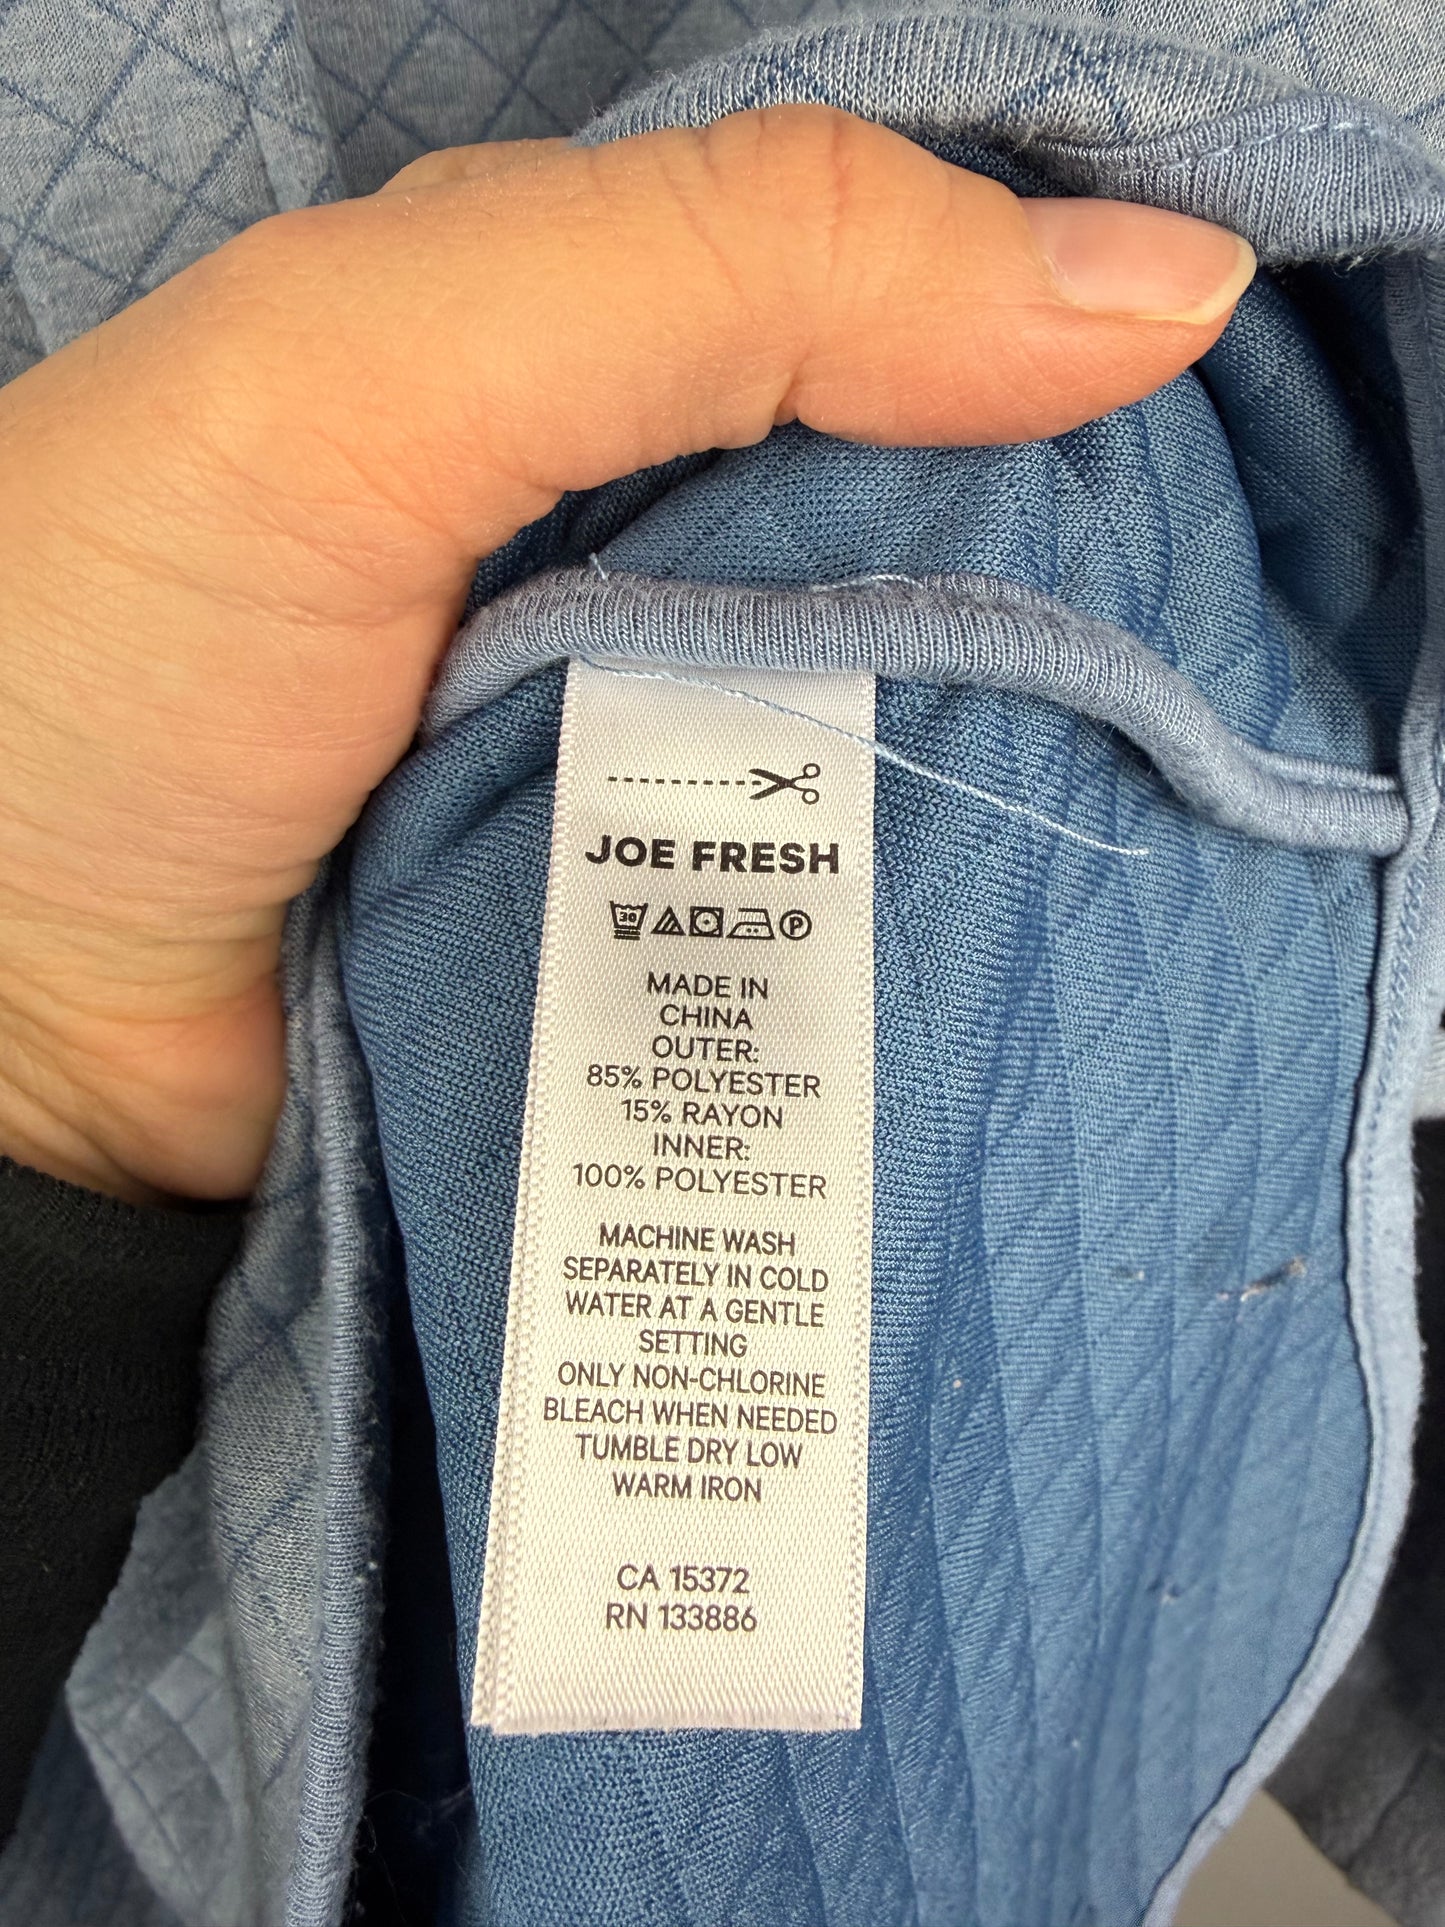 JOE FRESH
30 P
MADE IN
CHINA
OUTER:
85% POLYESTER
15% RAYON
INNER:
100% POLYESTER
MACHINE WASH
SEPARATELY IN COLD
WATER AT A GENTLE
SETTING
ONLY NON-CHLORINE
BLEACH WHEN NEEDED
TUMBLE DRY LOW
WARM IRON
CA 15372
RN 133886